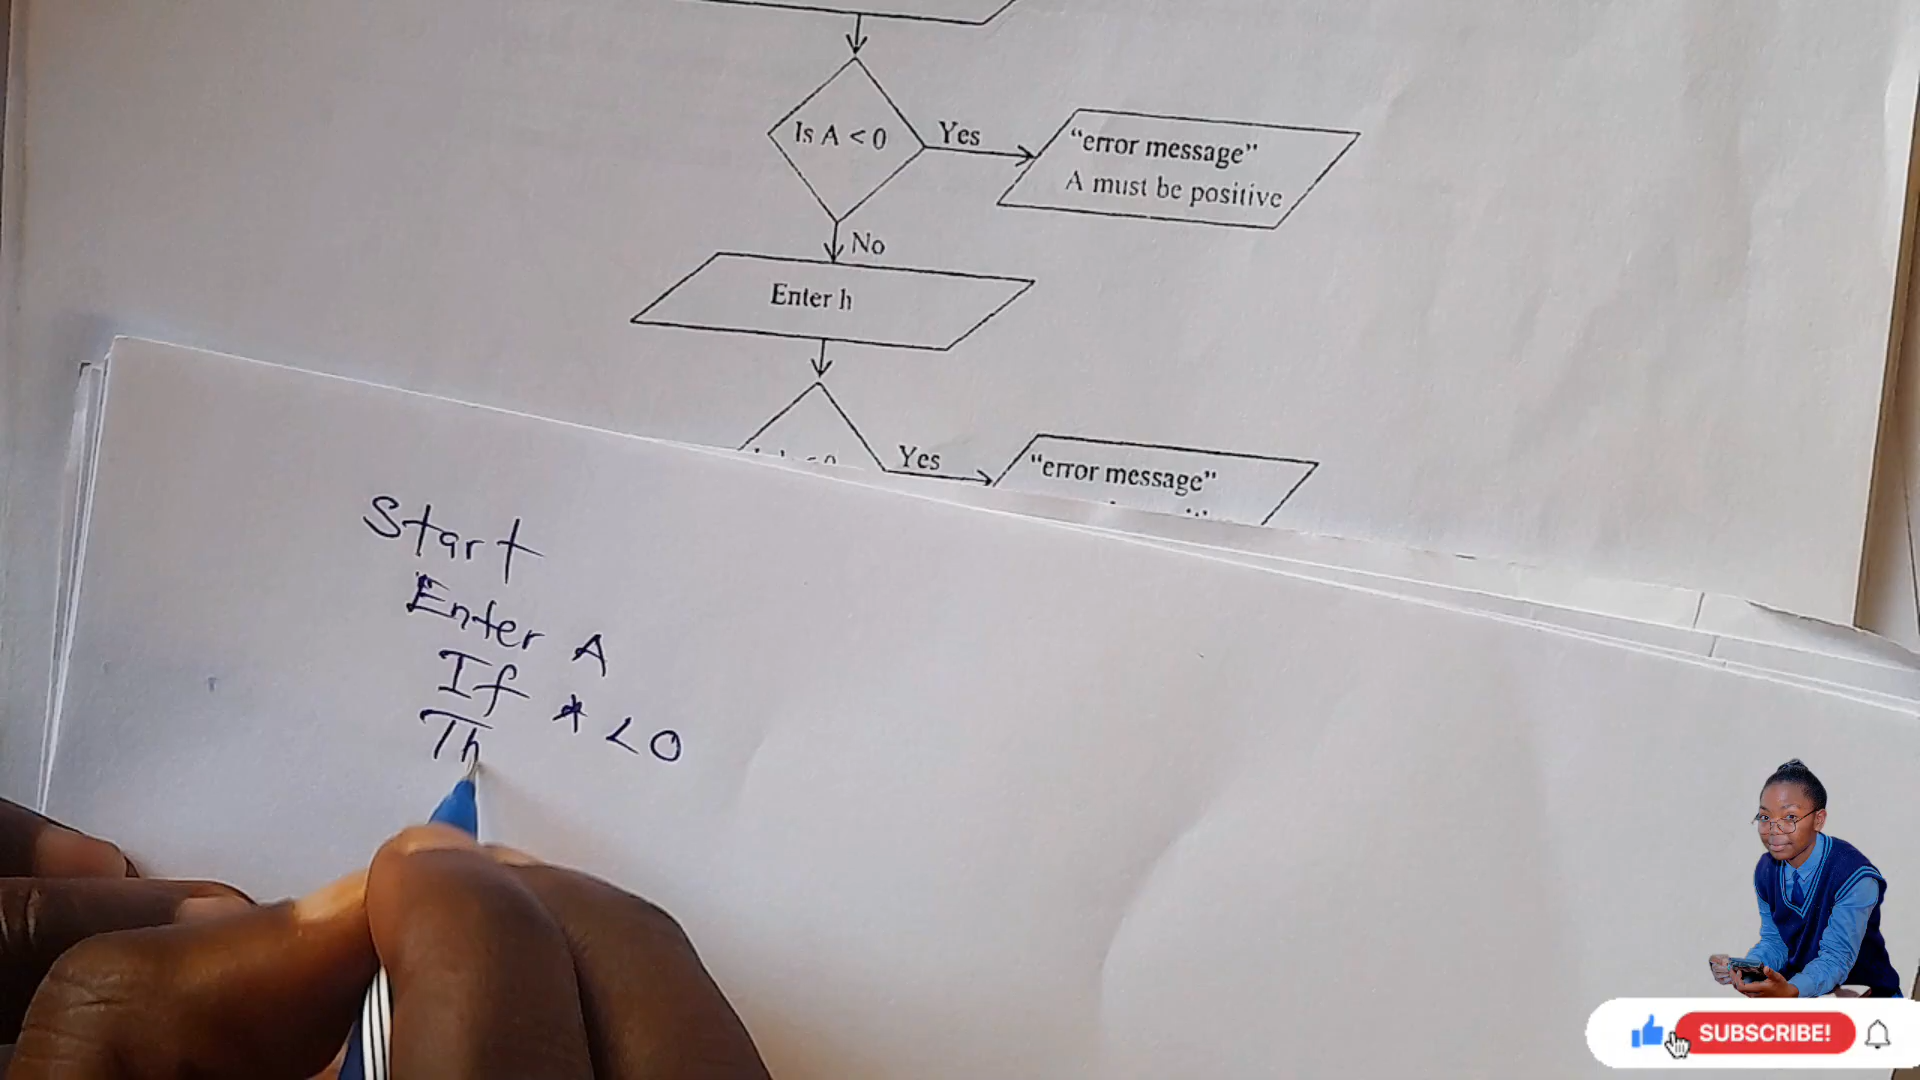 Is A < 0
Yes
"error message"
A must be positive
No
Enter h
Yes
"error message"
Start
Enter A
If A < 0
Th
SUBSCRIBE!